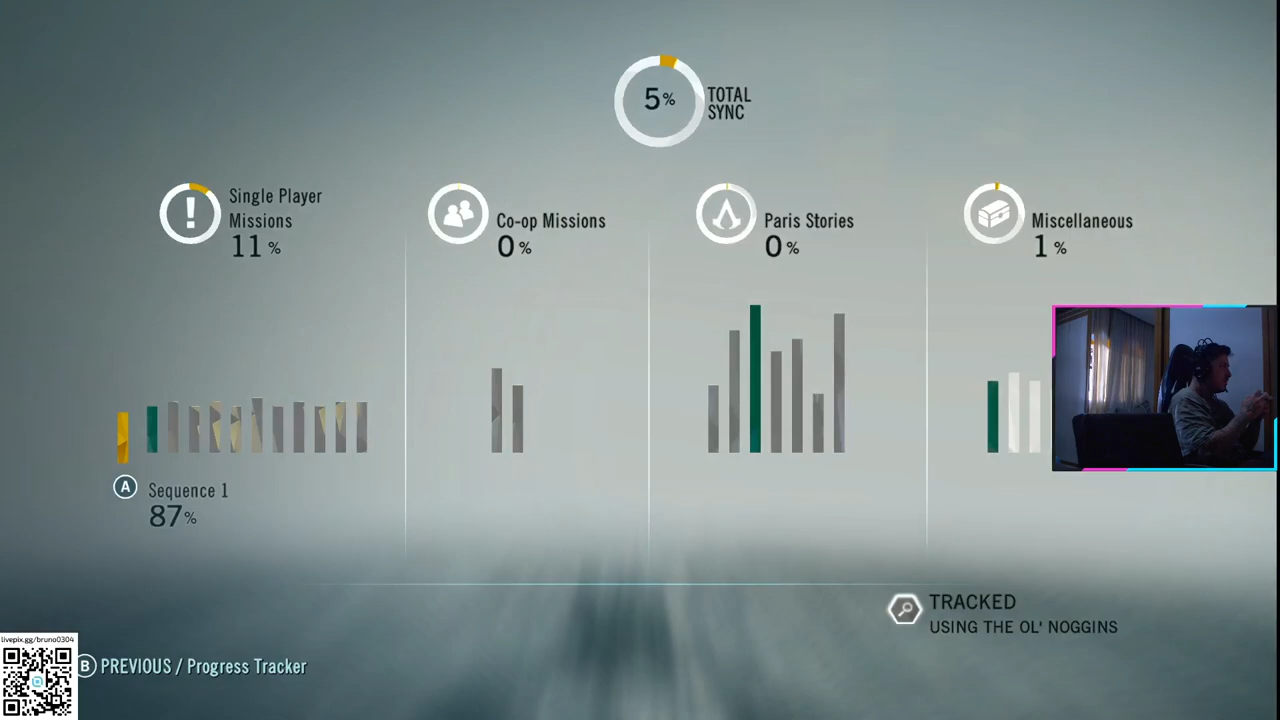 5%
TOTAL
SYNC
Single Player
Missions
11 %
Co-op Missions
0 %
Paris Stories
0 %
Miscellaneous
1 %
A
Sequence 1
87%
TRACKED
USING THE OL' NOGGINS
livepix.gg/bruno0304
B PREVIOUS / Progress Tracker